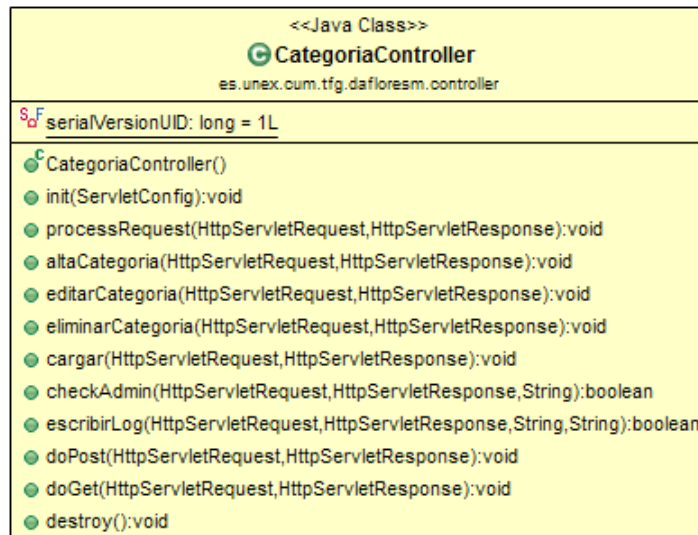 <<Java Class>>
CategoriaController
es.unex.cum.tfg.dafloresm.controller
serialVersionUID: long = 1L
CategoriaController()
init(ServletConfig):void
processRequest(HttpServletRequest,HttpServletResponse):void
altaCategoria(HttpServletRequest,HttpServletResponse):void
editarCategoria(HttpServletRequest,HttpServletResponse):void
eliminarCategoria(HttpServletRequest,HttpServletResponse):void
cargar(HttpServletRequest,HttpServletResponse):void
checkAdmin(HttpServletRequest,HttpServletResponse,String):boolean
escribirLog(HttpServletRequest,HttpServletResponse,String,String):boolean
doPost(HttpServletRequest,HttpServletResponse):void
doGet(HttpServletRequest,HttpServletResponse):void
destroy():void